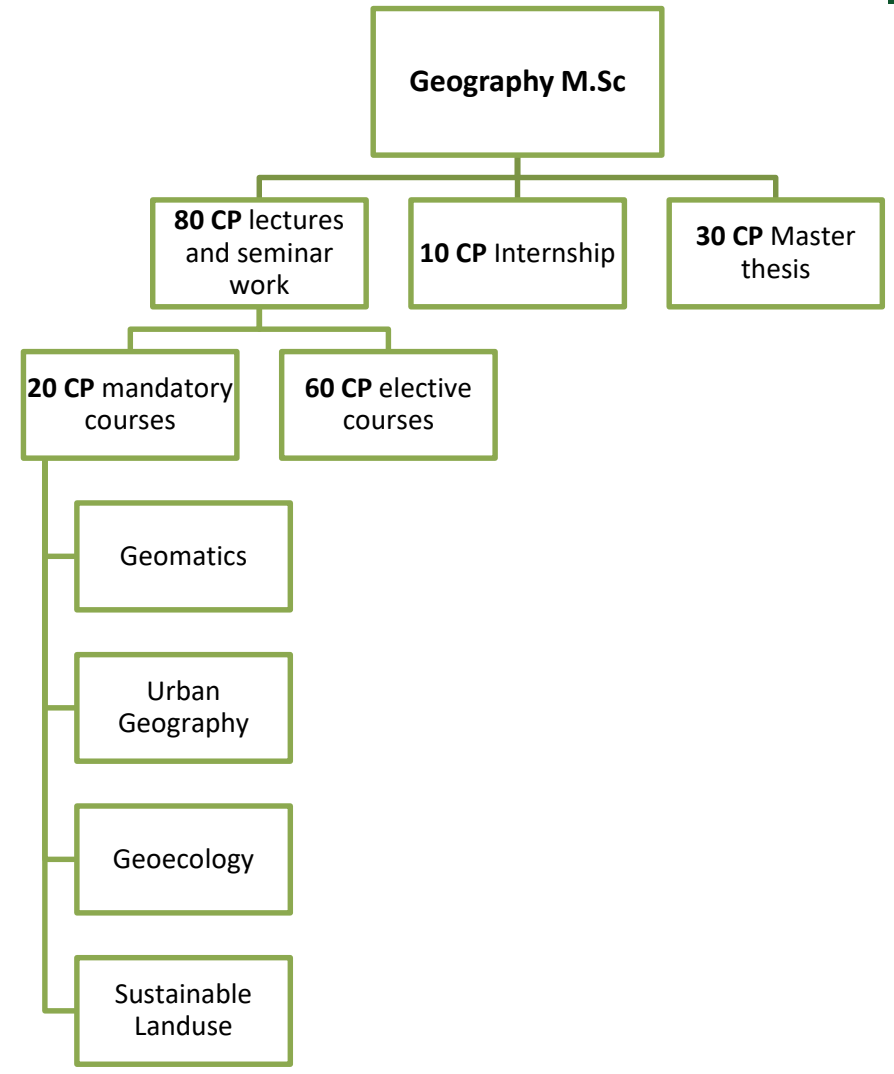 Geography M.Sc
80 CP lectures
and seminar
work
10 CP Internship
30 CP Master
thesis
20 CP mandatory
courses
60 CP elective
courses
Geomatics
Urban
Geography
Geoecology
Sustainable
Landuse